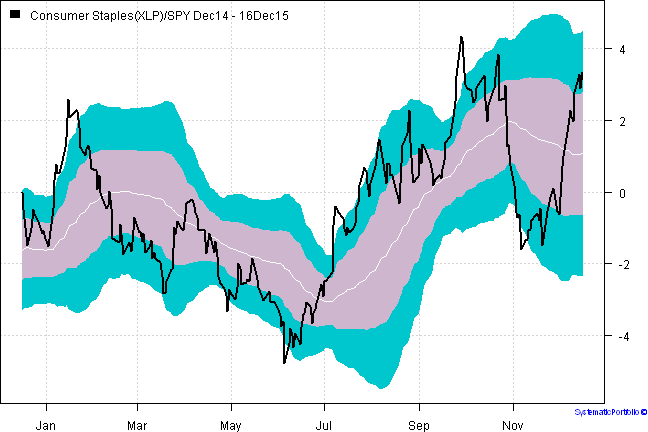 Consumer Staples(XLP)/SPY Dec14 - 16Dec15
4
2
0
-2
-4
Jan Mar May Jul Sep Nov
SystematicPortfolio ©